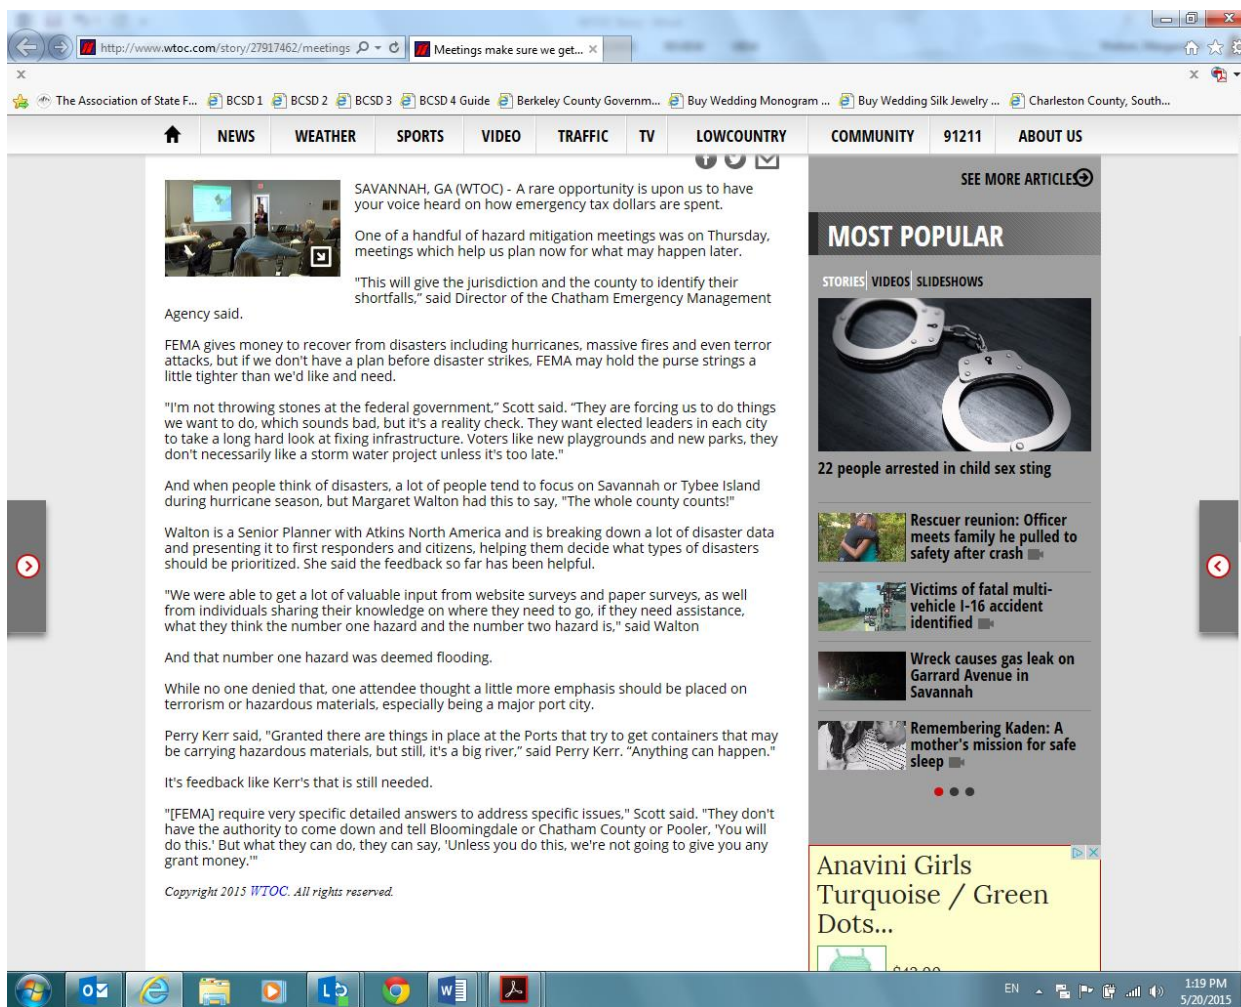 http://www.wtoc.com/story/27917462/meetings
Meetings make sure we get...
The Association of State F...
BCSD 1
BCSD 2
BCSD 3
BCSD 4 Guide
Berkeley County Governm...
Buy Wedding Monogram ...
Buy Wedding Silk Jewelry ...
Charleston County, South...
NEWS WEATHER SPORTS VIDEO TRAFFIC TV LOWCOUNTRY COMMUNITY 91211 ABOUT US
SAVANNAH, GA (WTOC) - A rare opportunity is upon us to have
your voice heard on how emergency tax dollars are spent.
One of a handful of hazard mitigation meetings was on Thursday,
meetings which help us plan now for what may happen later.
"This will give the jurisdiction and the county to identify their
shortfalls,” said Director of the Chatham Emergency Management
Agency said.
FEMA gives money to recover from disasters including hurricanes, massive fires and even terror
attacks, but if we don't have a plan before disaster strikes, FEMA may hold the purse strings a
little tighter than we'd like and need.
"I'm not throwing stones at the federal government,” Scott said. “They are forcing us to do things
we want to do, which sounds bad, but it's a reality check. They want elected leaders in each city
to take a long hard look at fixing infrastructure. Voters like new playgrounds and new parks, they
don't necessarily like a storm water project unless it's too late."
And when people think of disasters, a lot of people tend to focus on Savannah or Tybee Island
during hurricane season, but Margaret Walton had this to say, "The whole county counts!"
Walton is a Senior Planner with Atkins North America and is breaking down a lot of disaster data
and presenting it to first responders and citizens, helping them decide what types of disasters
should be prioritized. She said the feedback so far has been helpful.
"We were able to get a lot of valuable input from website surveys and paper surveys, as well
from individuals sharing their knowledge on where they need to go, if they need assistance,
what they think the number one hazard and the number two hazard is," said Walton
And that number one hazard was deemed flooding.
While no one denied that, one attendee thought a little more emphasis should be placed on
terrorism or hazardous materials, especially being a major port city.
Perry Kerr said, "Granted there are things in place at the Ports that try to get containers that may
be carrying hazardous materials, but still, it's a big river,” said Perry Kerr. “Anything can happen."
It's feedback like Kerr's that is still needed.
"[FEMA] require very specific detailed answers to address specific issues," Scott said. "They don't
have the authority to come down and tell Bloomingdale or Chatham County or Pooler, 'You will
do this.' But what they can do, they can say, 'Unless you do this, we're not going to give you any
grant money.'"
Copyright 2015 WTOC. All rights reserved.
SEE MORE ARTICLES
MOST POPULAR
STORIES VIDEOS SLIDESHOWS
22 people arrested in child sex sting
Rescuer reunion: Officer
meets family he pulled to
safety after crash
Victims of fatal multi-
vehicle I-16 accident
identified
Wreck causes gas leak on
Garrard Avenue in
Savannah
Remembering Kaden: A
mother's mission for safe
sleep
Anavini Girls
Turquoise / Green
Dots...
EN
1:19 PM
5/20/2015